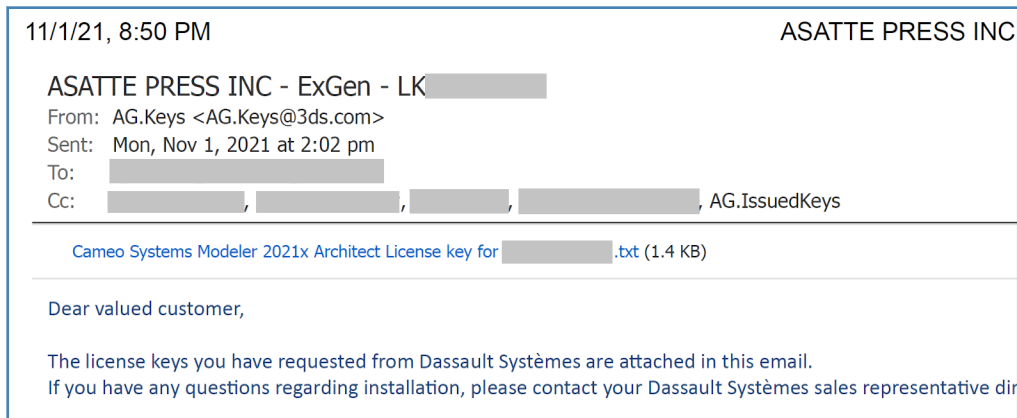 11/1/21, 8:50 PM ASATTE PRESS INC
ASATTE PRESS INC - ExGen - LK
From: AG.Keys <AG.Keys@3ds.com>
Sent: Mon, Nov 1, 2021 at 2:02 pm
To:
Cc: , , , , AG.IssuedKeys
Cameo Systems Modeler 2021x Architect License key for .txt (1.4 KB)
Dear valued customer,
The license keys you have requested from Dassault Systèmes are attached in this email.
If you have any questions regarding installation, please contact your Dassault Systèmes sales representative dir